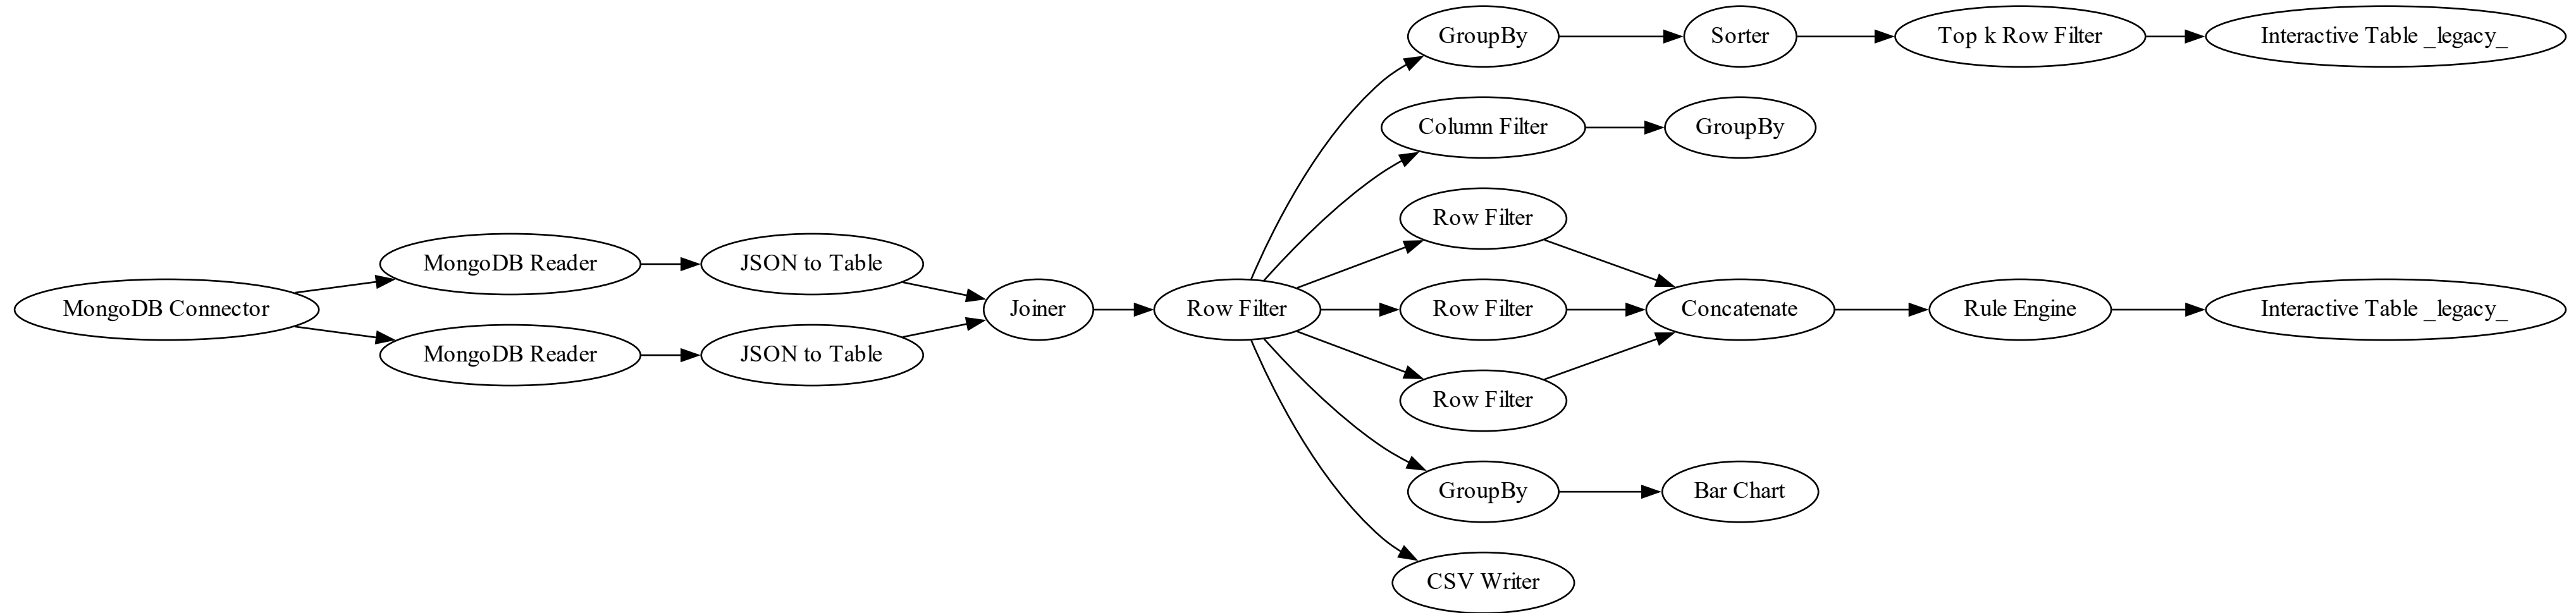 GroupBy
Sorter
Top k Row Filter
Interactive Table _legacy_
Column Filter
GroupBy
Row Filter
MongoDB Reader
JSON to Table
MongoDB Connector
Joiner
Row Filter
Row Filter
Concatenate
Rule Engine
Interactive Table _legacy_
MongoDB Reader
JSON to Table
Row Filter
GroupBy
Bar Chart
CSV Writer